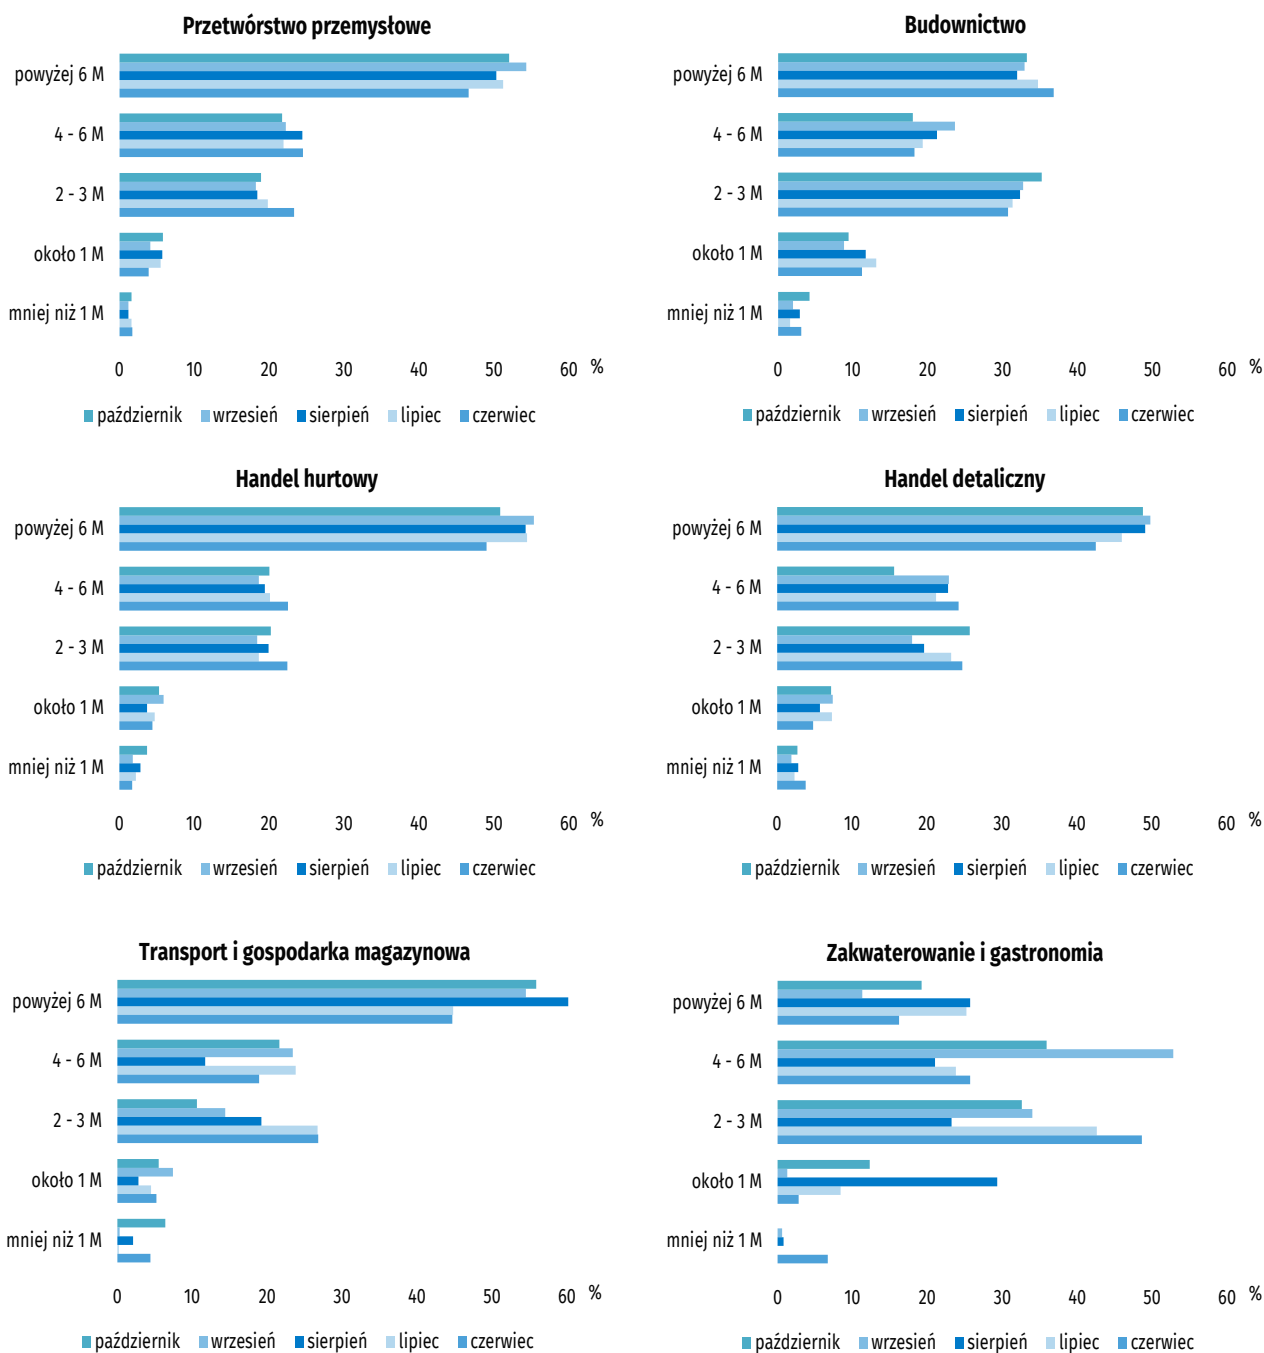 Przetwórstwo przemysłowe
powyżej 6 M
4 - 6 M
2 - 3 M
około 1 M
mniej niż 1 M
0 10 20 30 40 50 60 %
październik wrzesień sierpień lipiec czerwiec
Budownictwo
powyżej 6 M
4 - 6 M
2 - 3 M
około 1 M
mniej niż 1 M
0 10 20 30 40 50 60 %
październik wrzesień sierpień lipiec czerwiec
Handel hurtowy
powyżej 6 M
4 - 6 M
2 - 3 M
około 1 M
mniej niż 1 M
0 10 20 30 40 50 60 %
październik wrzesień sierpień lipiec czerwiec
Handel detaliczny
powyżej 6 M
4 - 6 M
2 - 3 M
około 1 M
mniej niż 1 M
0 10 20 30 40 50 60 %
październik wrzesień sierpień lipiec czerwiec
Transport i gospodarka magazynowa
powyżej 6 M
4 - 6 M
2 - 3 M
około 1 M
mniej niż 1 M
0 10 20 30 40 50 60 %
październik wrzesień sierpień lipiec czerwiec
Zakwaterowanie i gastronomia
powyżej 6 M
4 - 6 M
2 - 3 M
około 1 M
mniej niż 1 M
0 10 20 30 40 50 60 %
październik wrzesień sierpień lipiec czerwiec